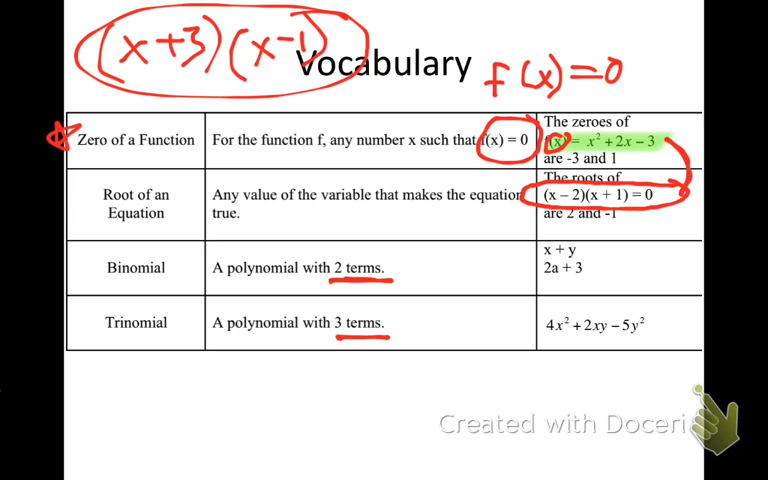 (x+3)(x-1)
Vocabulary
f(x)=0
Zero of a Function
For the function f, any number x such that f(x) = 0
The zeroes of
f(x) = x² + 2x − 3
are -3 and 1
Root of an
Equation
Any value of the variable that makes the equation
true.
The roots of
(x − 2)(x + 1) = 0
are 2 and -1
Binomial
A polynomial with 2 terms.
x + y
2a + 3
Trinomial
A polynomial with 3 terms.
4x² + 2xy − 5y²
Created with Doceri